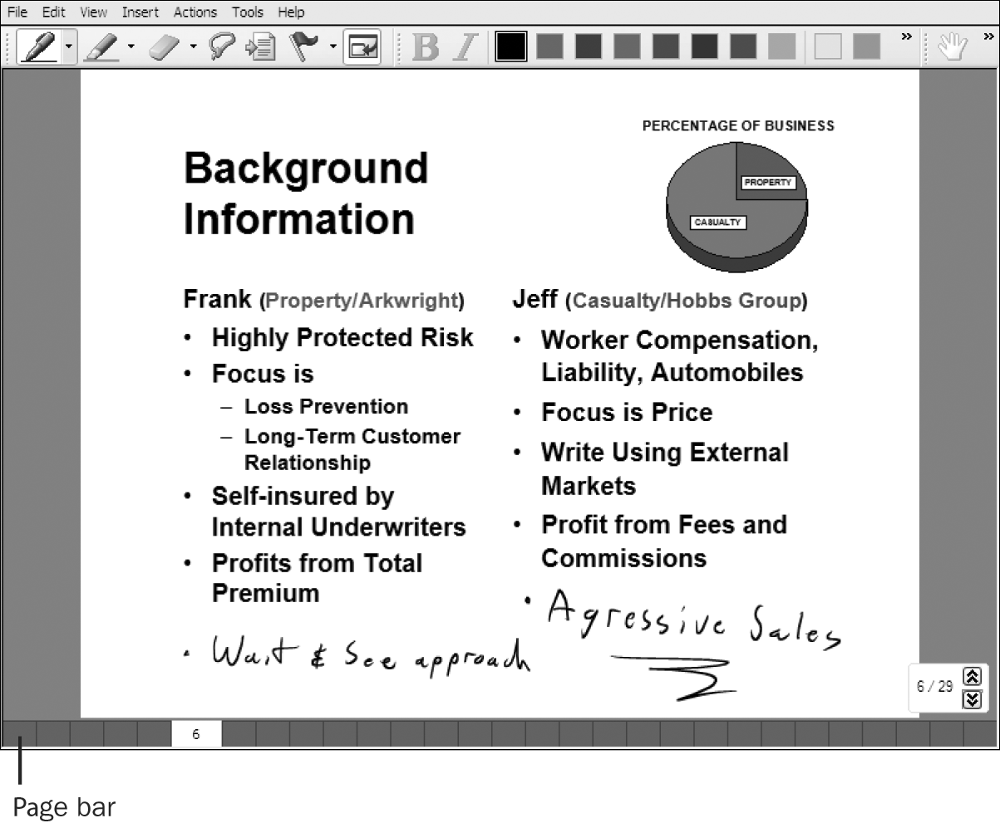 File Edit View Insert Actions Tools Help
B I
PERCENTAGE OF BUSINESS
PROPERTY
CASUALTY
Background
Information
Frank (Property/Arkwright)
• Highly Protected Risk
• Focus is
– Loss Prevention
– Long-Term Customer
Relationship
• Self-insured by
Internal Underwriters
• Profits from Total
Premium
• Wait & See approach
Jeff (Casualty/Hobbs Group)
• Worker Compensation,
Liability, Automobiles
• Focus is Price
• Write Using External
Markets
• Profit from Fees and
Commissions
• Agressive Sales
6 / 29
6
Page bar